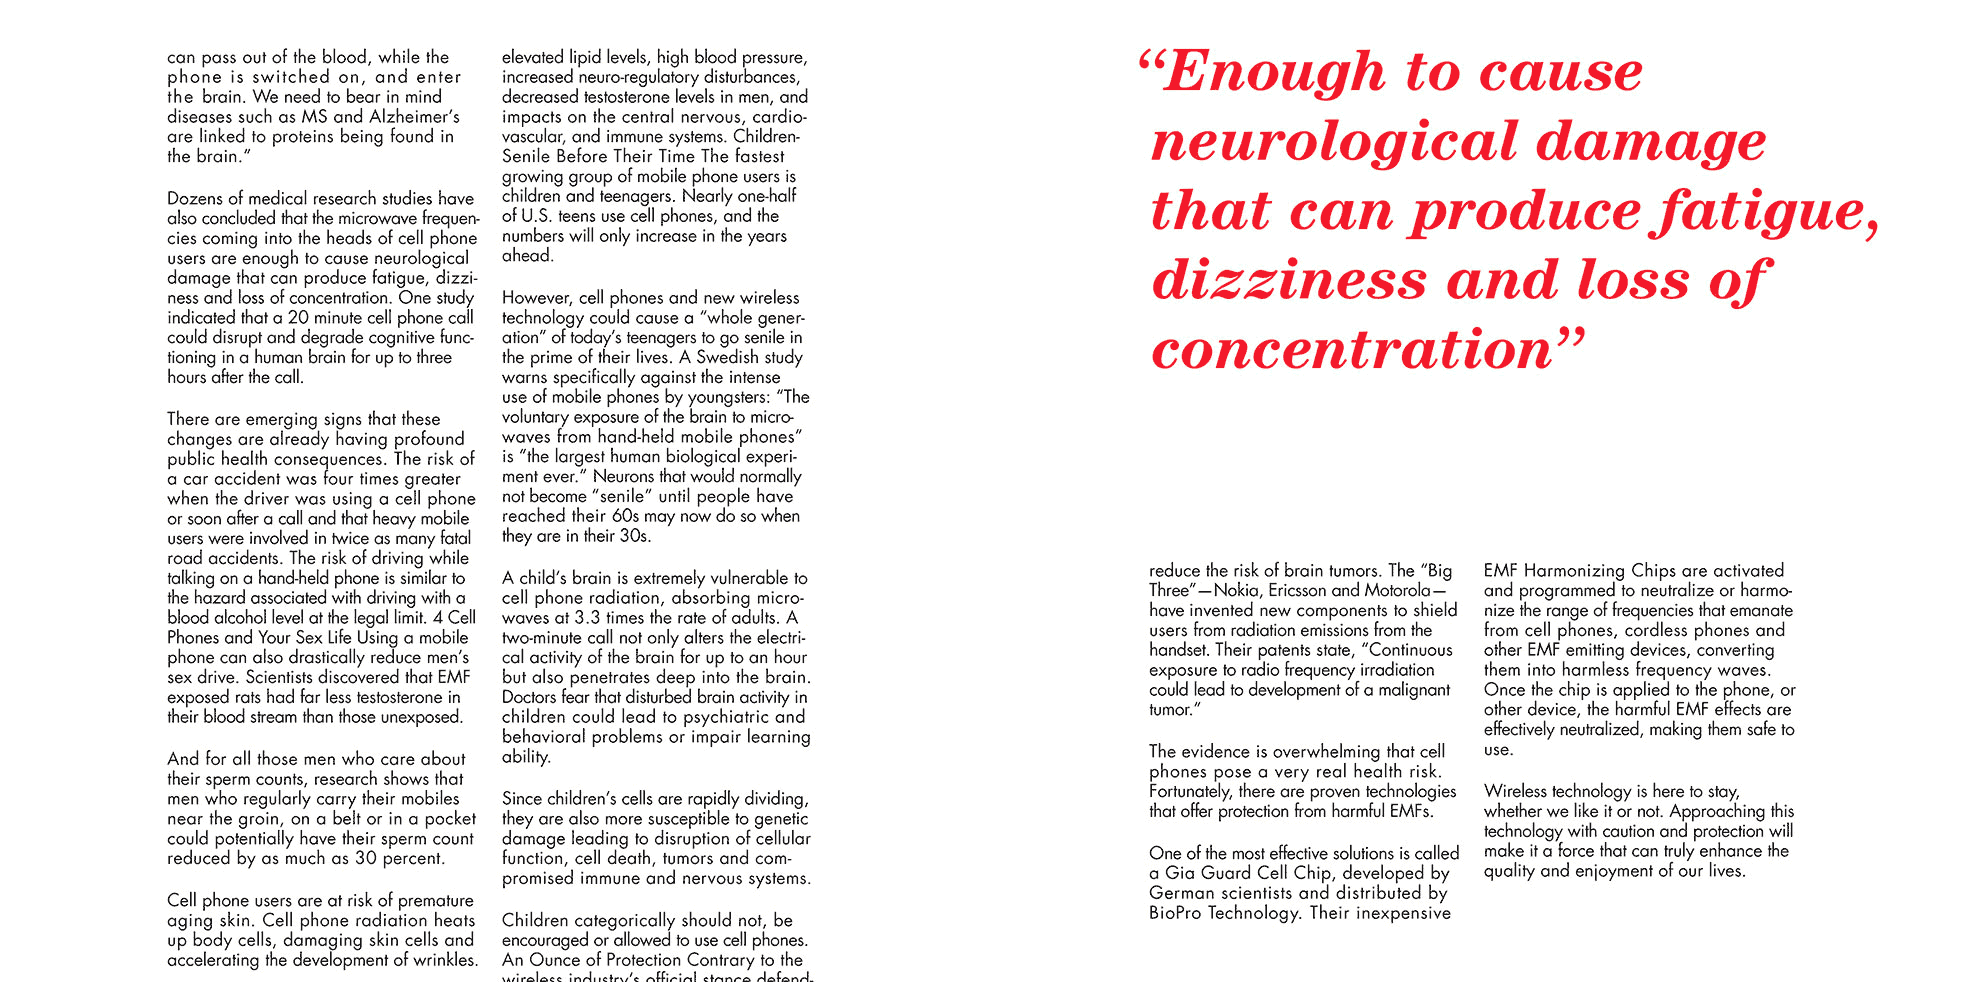 can pass out of the blood, while the
phone is switched on, and enter
the brain. We need to bear in mind
diseases such as MS and Alzheimer’s
are linked to proteins being found in
the brain.”
Dozens of medical research studies have
also concluded that the microwave frequen-
cies coming into the heads of cell phone
users are enough to cause neurological
damage that can produce fatigue, dizzi-
ness and loss of concentration. One study
indicated that a 20 minute cell phone call
could disrupt and degrade cognitive func-
tioning in a human brain for up to three
hours after the call.
There are emerging signs that these
changes are already having profound
public health consequences. The risk of
a car accident was four times greater
when the driver was using a cell phone
or soon after a call and that heavy mobile
users were involved in twice as many fatal
road accidents. The risk of driving while
talking on a hand-held phone is similar to
the hazard associated with driving with a
blood alcohol level at the legal limit. 4 Cell
Phones and Your Sex Life Using a mobile
phone can also drastically reduce men’s
sex drive. Scientists discovered that EMF
exposed rats had far less testosterone in
their blood stream than those unexposed.
And for all those men who care about
their sperm counts, research shows that
men who regularly carry their mobiles
near the groin, on a belt or in a pocket
could potentially have their sperm count
reduced by as much as 30 percent.
Cell phone users are at risk of premature
aging skin. Cell phone radiation heats
up body cells, damaging skin cells and
accelerating the development of wrinkles.
elevated lipid levels, high blood pressure,
increased neuro-regulatory disturbances,
decreased testosterone levels in men, and
impacts on the central nervous, cardio-
vascular, and immune systems. Children-
Senile Before Their Time The fastest
growing group of mobile phone users is
children and teenagers. Nearly one-half
of U.S. teens use cell phones, and the
numbers will only increase in the years
ahead.
However, cell phones and new wireless
technology could cause a “whole gener-
ation” of today’s teenagers to go senile in
the prime of their lives. A Swedish study
warns specifically against the intense
use of mobile phones by youngsters: “The
voluntary exposure of the brain to micro-
waves from hand-held mobile phones”
is “the largest human biological experi-
ment ever.” Neurons that would normally
not become “senile” until people have
reached their 60s may now do so when
they are in their 30s.
A child’s brain is extremely vulnerable to
cell phone radiation, absorbing micro-
waves at 3.3 times the rate of adults. A
two-minute call not only alters the electri-
cal activity of the brain for up to an hour
but also penetrates deep into the brain.
Doctors fear that disturbed brain activity in
children could lead to psychiatric and
behavioral problems or impair learning
ability.
Since children’s cells are rapidly dividing,
they are also more susceptible to genetic
damage leading to disruption of cellular
function, cell death, tumors and com-
promised immune and nervous systems.
Children categorically should not, be
encouraged or allowed to use cell phones.
An Ounce of Protection Contrary to the
wireless industry’s official stance defend-
“Enough to cause
neurological damage
that can produce fatigue,
dizziness and loss of
concentration”
reduce the risk of brain tumors. The “Big
Three”—Nokia, Ericsson and Motorola—
have invented new components to shield
users from radiation emissions from the
handset. Their patents state, “Continuous
exposure to radio frequency irradiation
could lead to development of a malignant
tumor.”
The evidence is overwhelming that cell
phones pose a very real health risk.
Fortunately, there are proven technologies
that offer protection from harmful EMFs.
One of the most effective solutions is called
a Gia Guard Cell Chip, developed by
German scientists and distributed by
BioPro Technology. Their inexpensive
EMF Harmonizing Chips are activated
and programmed to neutralize or harmo-
nize the range of frequencies that emanate
from cell phones, cordless phones and
other EMF emitting devices, converting
them into harmless frequency waves.
Once the chip is applied to the phone, or
other device, the harmful EMF effects are
effectively neutralized, making them safe to
use.
Wireless technology is here to stay,
whether we like it or not. Approaching this
technology with caution and protection will
make it a force that can truly enhance the
quality and enjoyment of our lives.